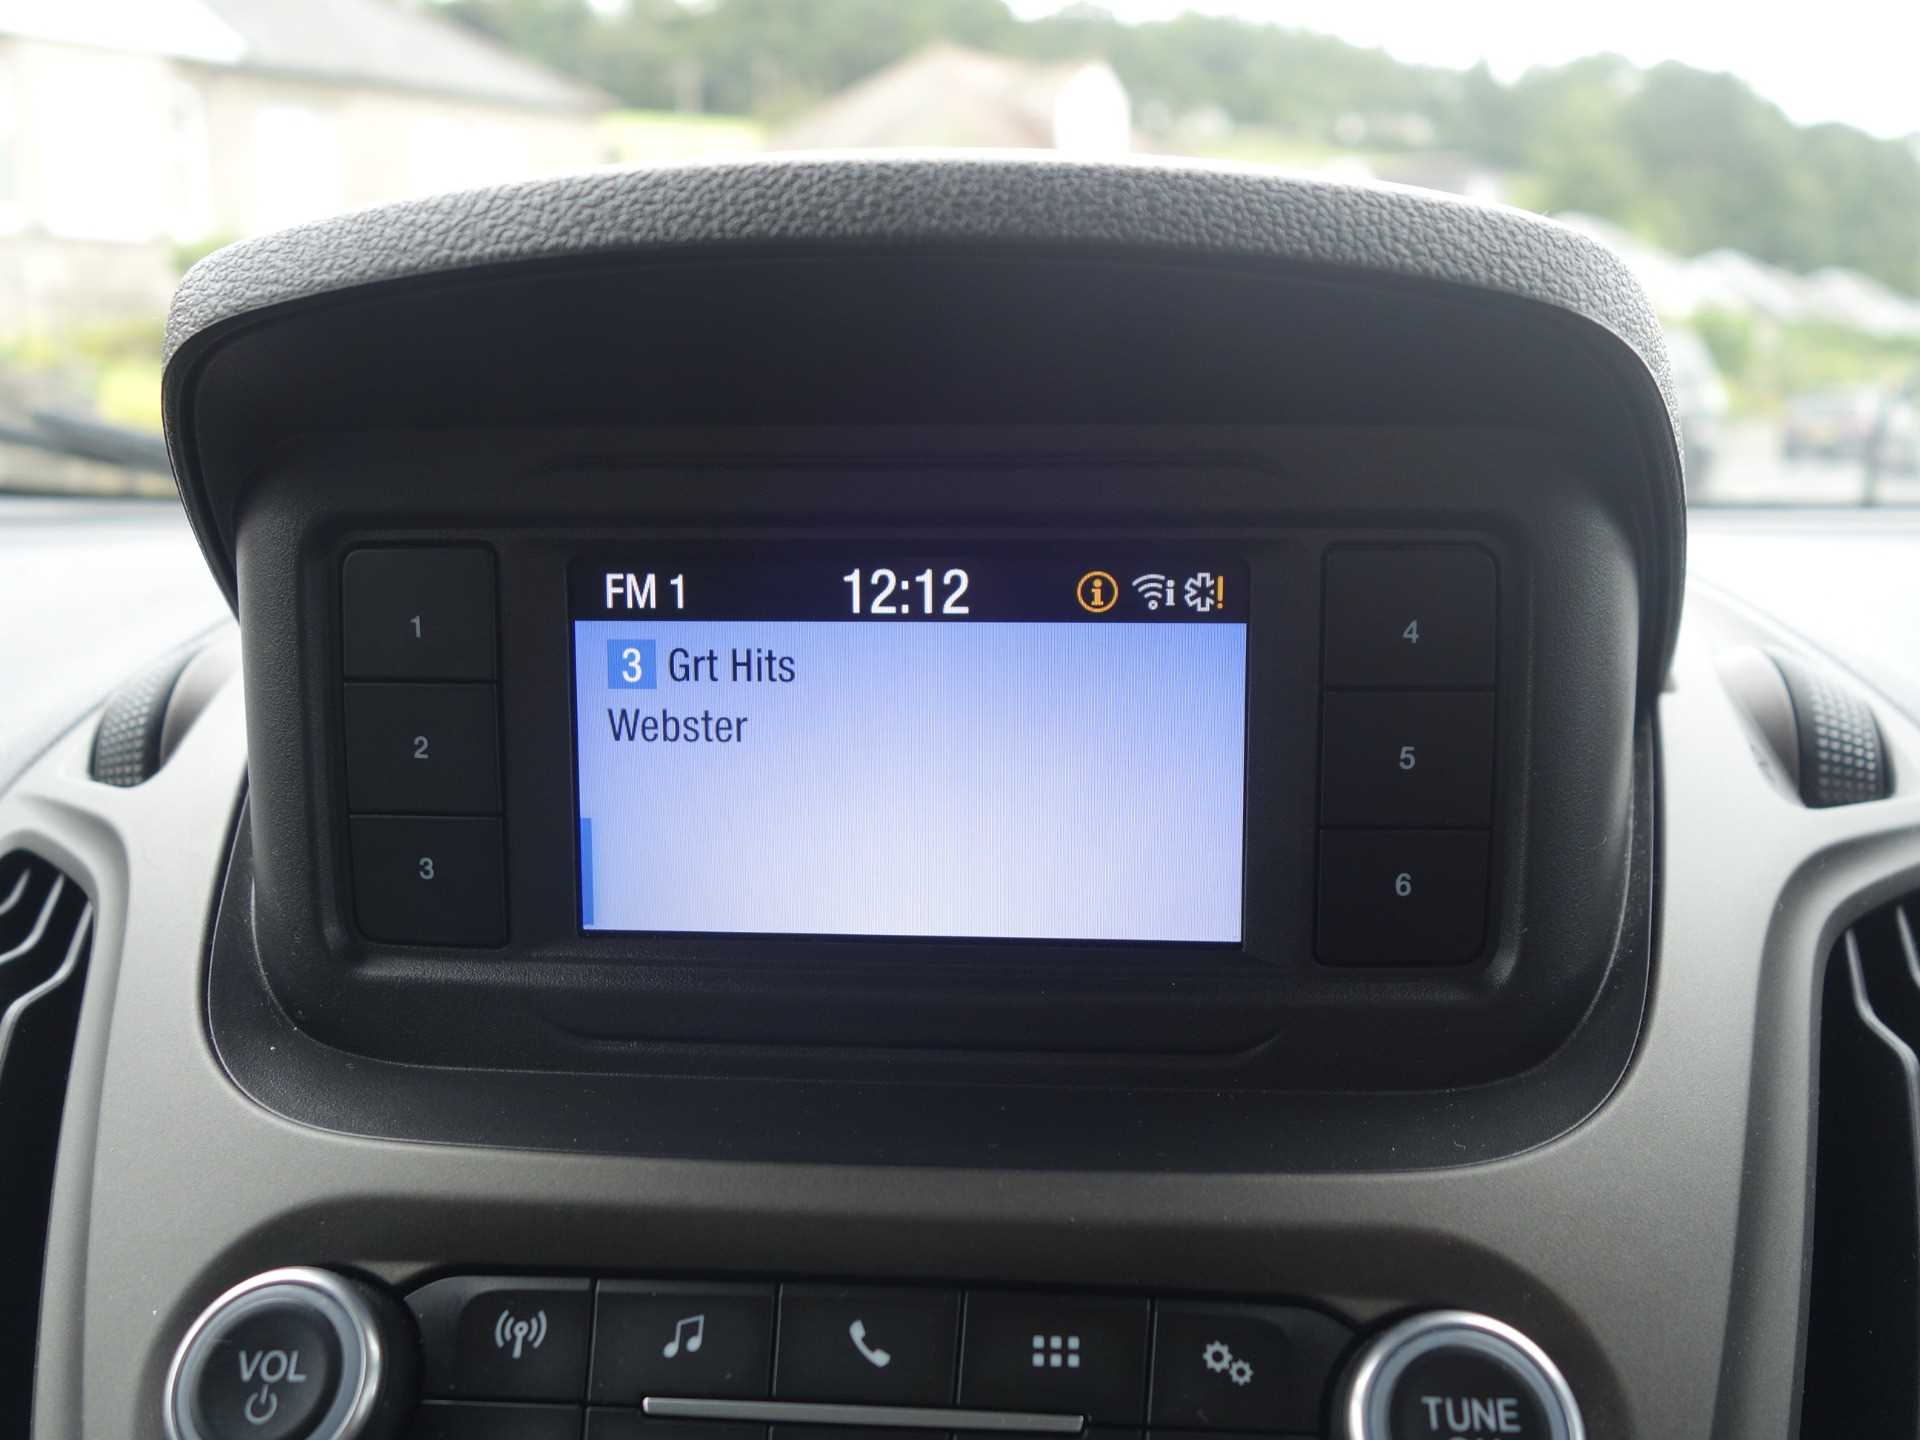 FM 1 12:12
3 Grt Hits
Webster
1
2
3
4
5
6
VOL
TUNE